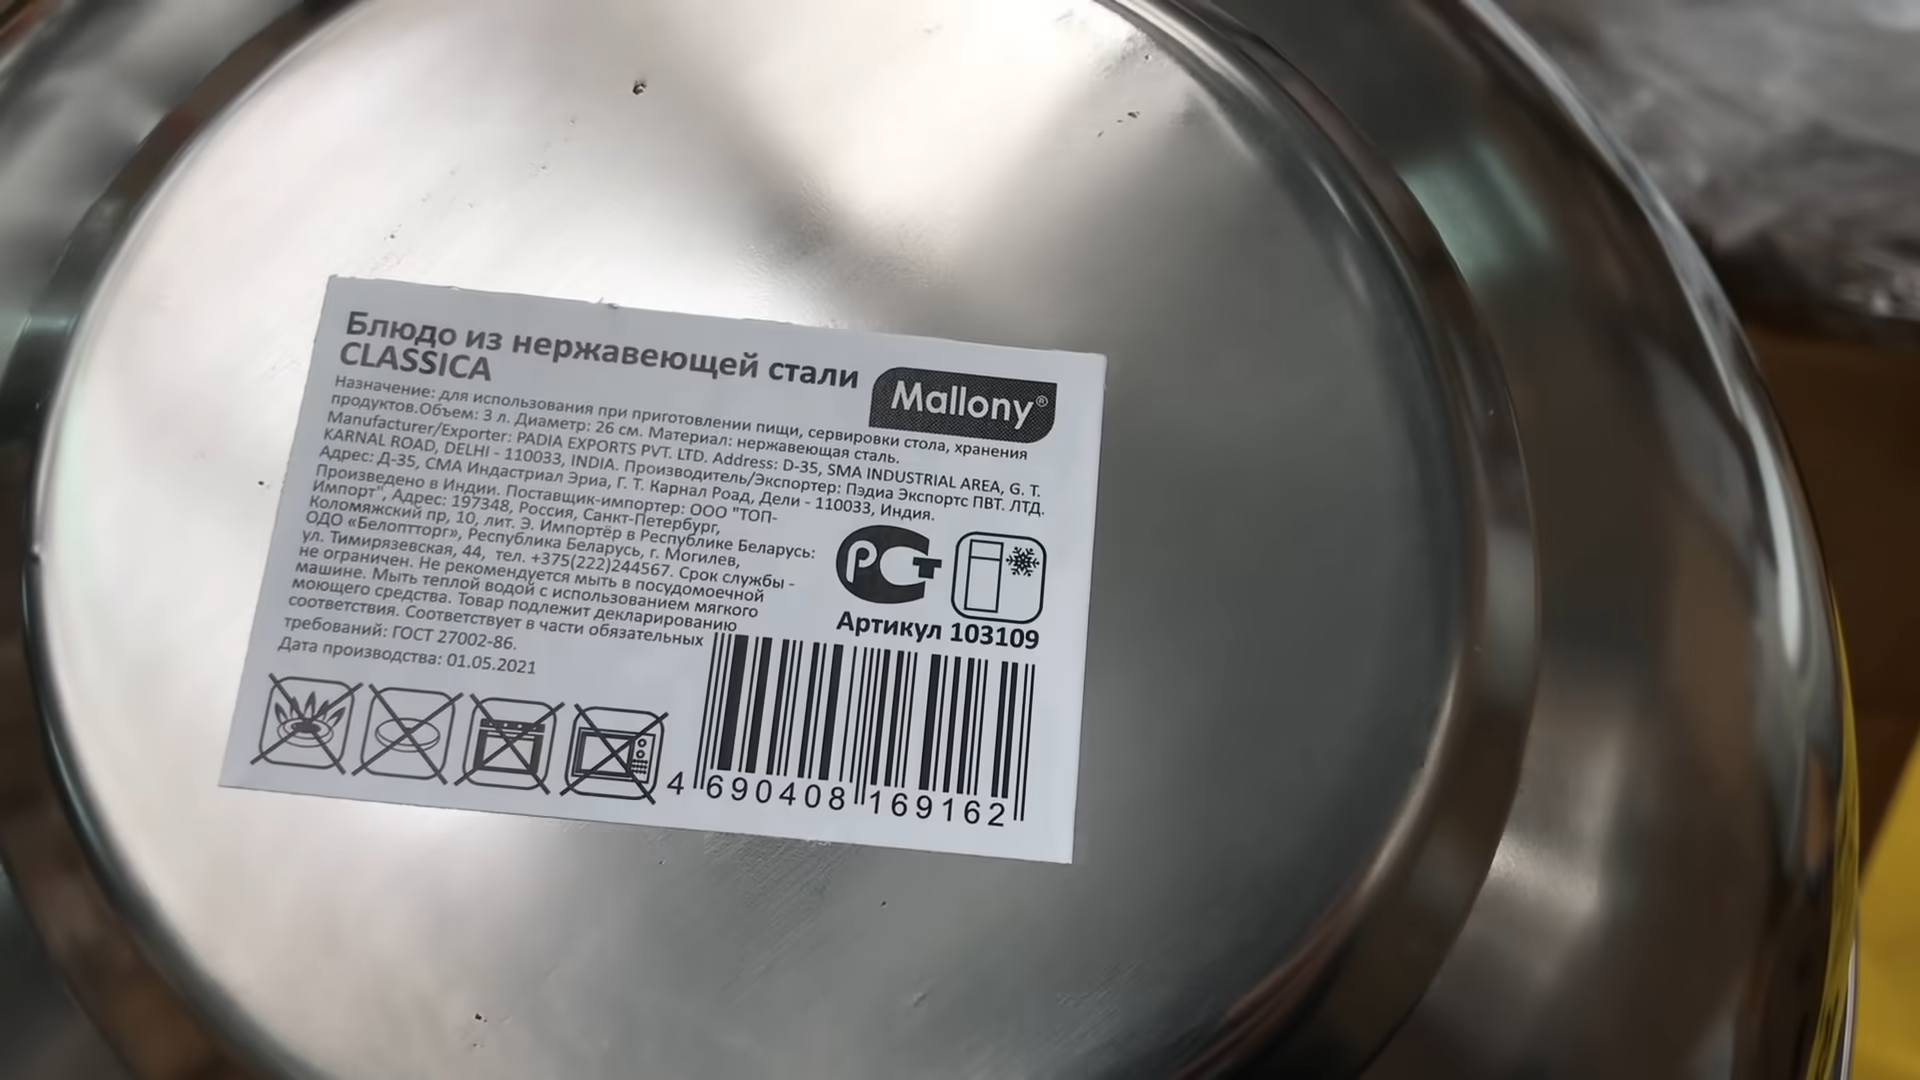 Блюдо из нержавеющей стали
CLASSICA
Mallony®
Назначение: для использования при приготовлении пищи, сервировки стола, хранения
продуктов.Объем: 3 л. Диаметр: 26 см. Материал: нержавеющая сталь.
Manufacturer/Exporter: PADIA EXPORTS PVT. LTD. Address: D-35, SMA INDUSTRIAL AREA, G. T.
KARNAL ROAD, DELHI - 110033, INDIA. Производитель/Экспортер: Пэдиа Экспортс ПВТ. ЛТД.
Адрес: Д-35, СМА Индастриал Эриа, Г. Т. Карнал Роад, Дели - 110033, Индия.
Произведено в Индии. Поставщик-импортер: ООО "ТОП-
Импорт", Адрес: 197348, Россия, Санкт-Петербург,
Коломяжский пр, 10, лит. Э. Импортёр в Республике Беларусь:
ОДО «Белоптторг», Республика Беларусь, г. Могилев,
ул. Тимирязевская, 44, тел. +375(222)244567. Срок службы -
не ограничен. Не рекомендуется мыть в посудомоечной
машине. Мыть теплой водой с использованием мягкого
моющего средства. Товар подлежит декларированию
соответствия. Соответствует в части обязательных
требований: ГОСТ 27002-86.
Дата производства: 01.05.2021
РСТ
Артикул 103109
4 690408 169162